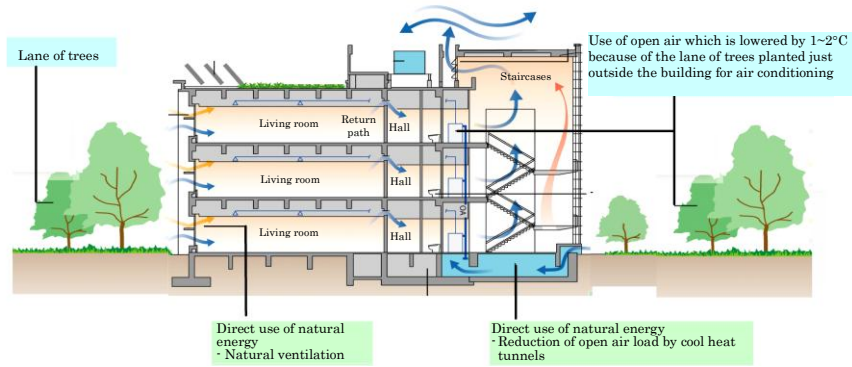 Lane of trees
Use of open air which is lowered by 1~2°C
because of the lane of trees planted just
outside the building for air conditioning
Staircases
Living room
Return
path
Hall
Living room
Hall
OA
Living room
Hall
Direct use of natural
energy
- Natural ventilation
Direct use of natural energy
- Reduction of open air load by cool heat
tunnels